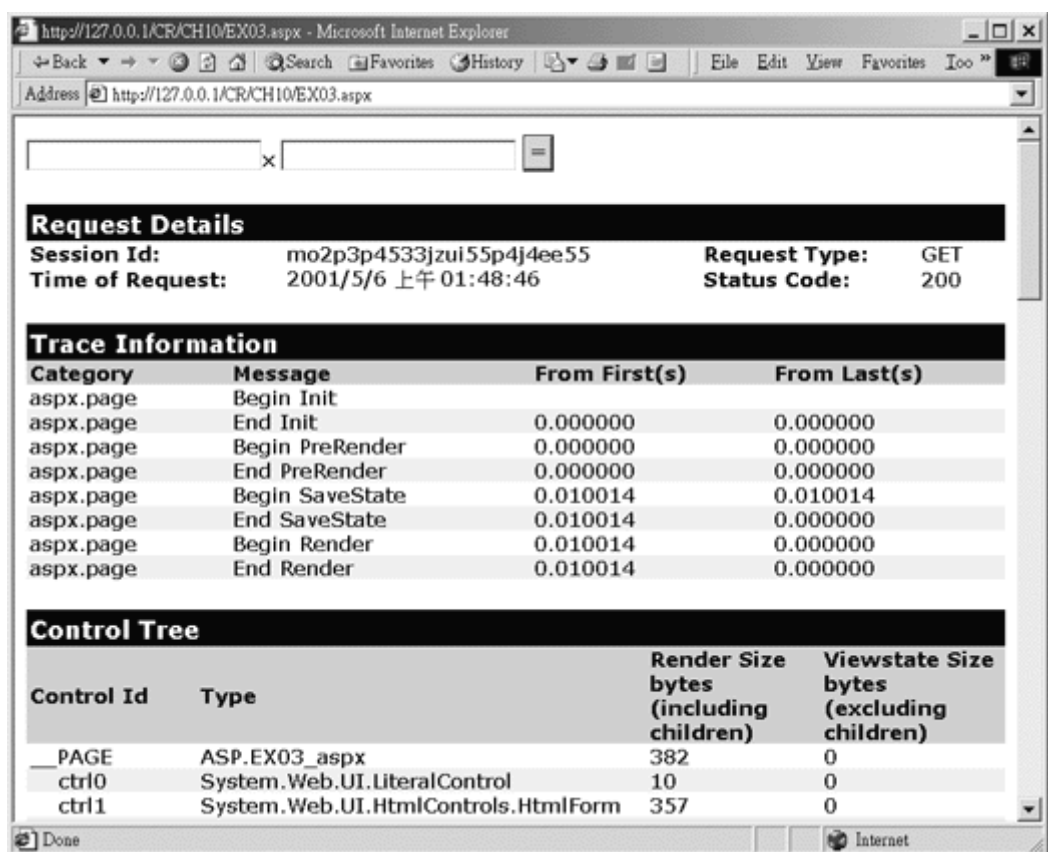 http://127.0.0.1/CR/CH10/EX03.aspx - Microsoft Internet Explorer
Back Search Favorites History File Edit View Favorites Too »
Address http://127.0.0.1/CR/CH10/EX03.aspx
× =
Request Details
Session Id: mo2p3p4533jzui55p4j4ee55 Request Type: GET
Time of Request: 2001/5/6 上午 01:48:46 Status Code: 200
Trace Information
Category Message From First(s) From Last(s)
aspx.page Begin Init
aspx.page End Init 0.000000 0.000000
aspx.page Begin PreRender 0.000000 0.000000
aspx.page End PreRender 0.000000 0.000000
aspx.page Begin SaveState 0.010014 0.010014
aspx.page End SaveState 0.010014 0.000000
aspx.page Begin Render 0.010014 0.000000
aspx.page End Render 0.010014 0.000000
Control Tree
Control Id Type Render Size bytes (including children) Viewstate Size bytes (excluding children)
__PAGE ASP.EX03_aspx 382 0
ctrl0 System.Web.UI.LiteralControl 10 0
ctrl1 System.Web.UI.HtmlControls.HtmlForm 357 0
Done Internet